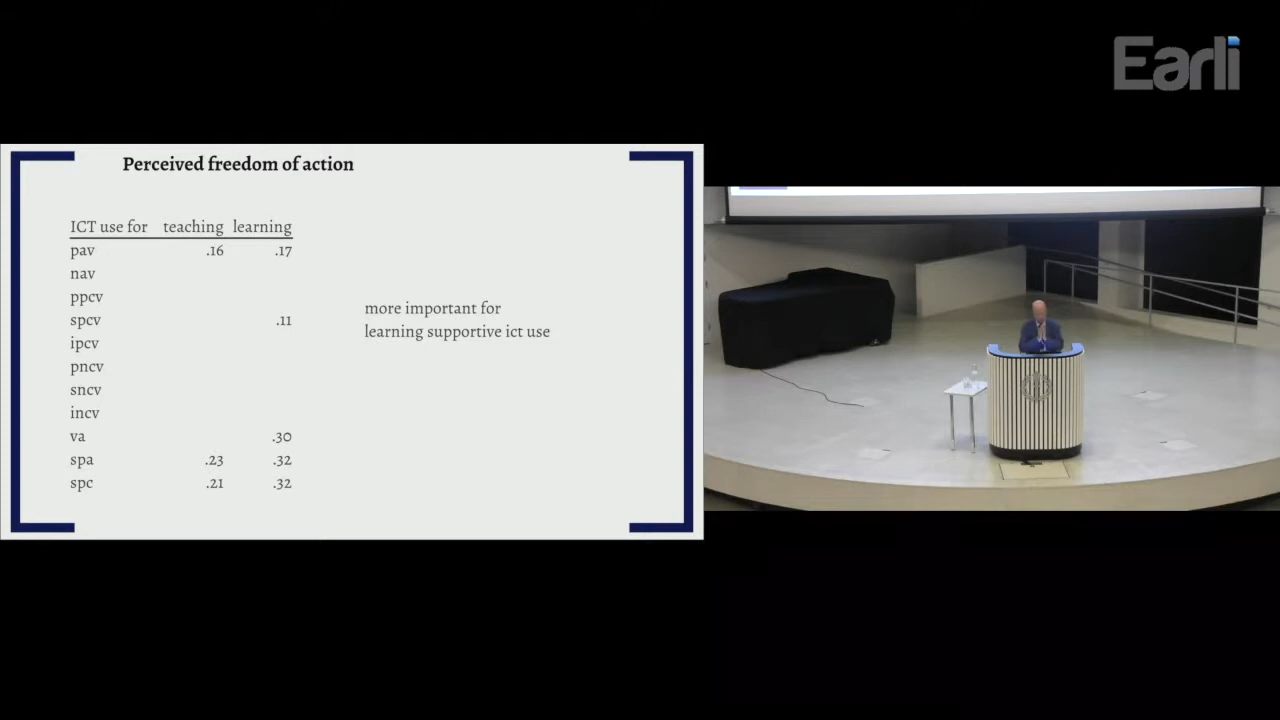 Earli
Perceived freedom of action
ICT use for teaching learning
pav .16 .17
nav
ppcv
spcv .11
ipcv
pncv
sncv
incv
va .30
spa .23 .32
spc .21 .32
more important for
learning supportive ict use